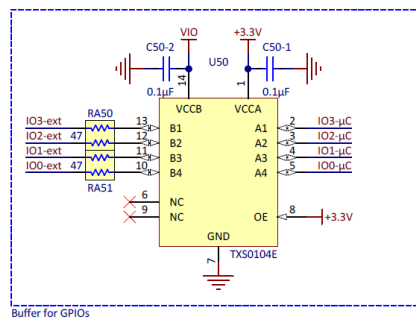 VIO +3.3V
C50-2 U50 C50-1
0.1µF 14 1 0.1µF
VCCB VCCA
RA50
IO3-ext 13 B1 A1 2 IO3-µC
IO2-ext 47 12 B2 A2 3 IO2-µC
IO1-ext 11 B3 A3 4 IO1-µC
IO0-ext 47 10 B4 A4 5 IO0-µC
RA51
6 NC
9 NC OE 8 +3.3V
GND
7 TXS0104E
Buffer for GPIOs